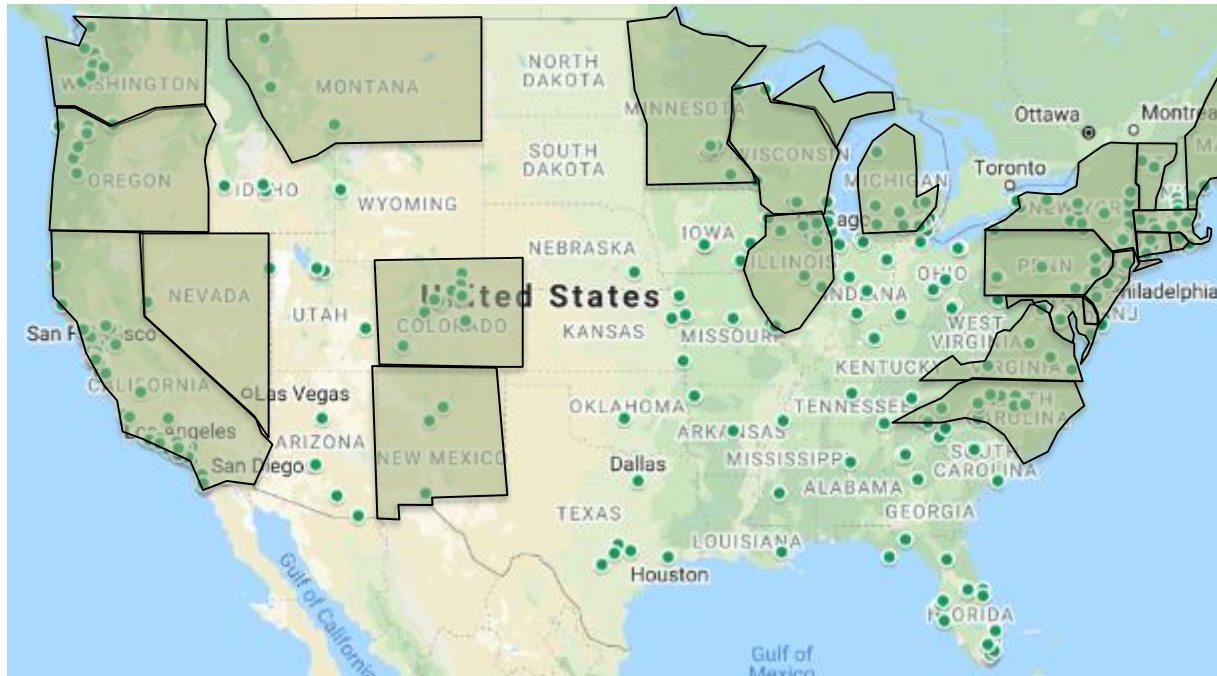 NORTH
DAKOTA
WASHINGTON
MONTANA
MINNESOTA
Ottawa
Montrea
SOUTH
DAKOTA
WISCONSIN
OREGON
IDAHO
MICHIGAN
Toronto
WYOMING
NEW YORK
IOWA
NEBRASKA
ILLINOIS
OHIO
PENN
NEVADA
United States
INDIANA
Philadelphia
UTAH
COLORADO
KANSAS
MISSOURI
WEST
VIRGINIA
NJ
San Francisco
KENTUCKY
VIRGINIA
CALIFORNIA
Las Vegas
OKLAHOMA
TENNESSEE
NORTH
CAROLINA
Los Angeles
ARIZONA
ARKANSAS
San Diego
NEW MEXICO
Dallas
MISSISSIPPI
SOUTH
CAROLINA
ALABAMA
TEXAS
GEORGIA
LOUISIANA
Houston
Gulf of California
FLORIDA
Gulf of
Mexico